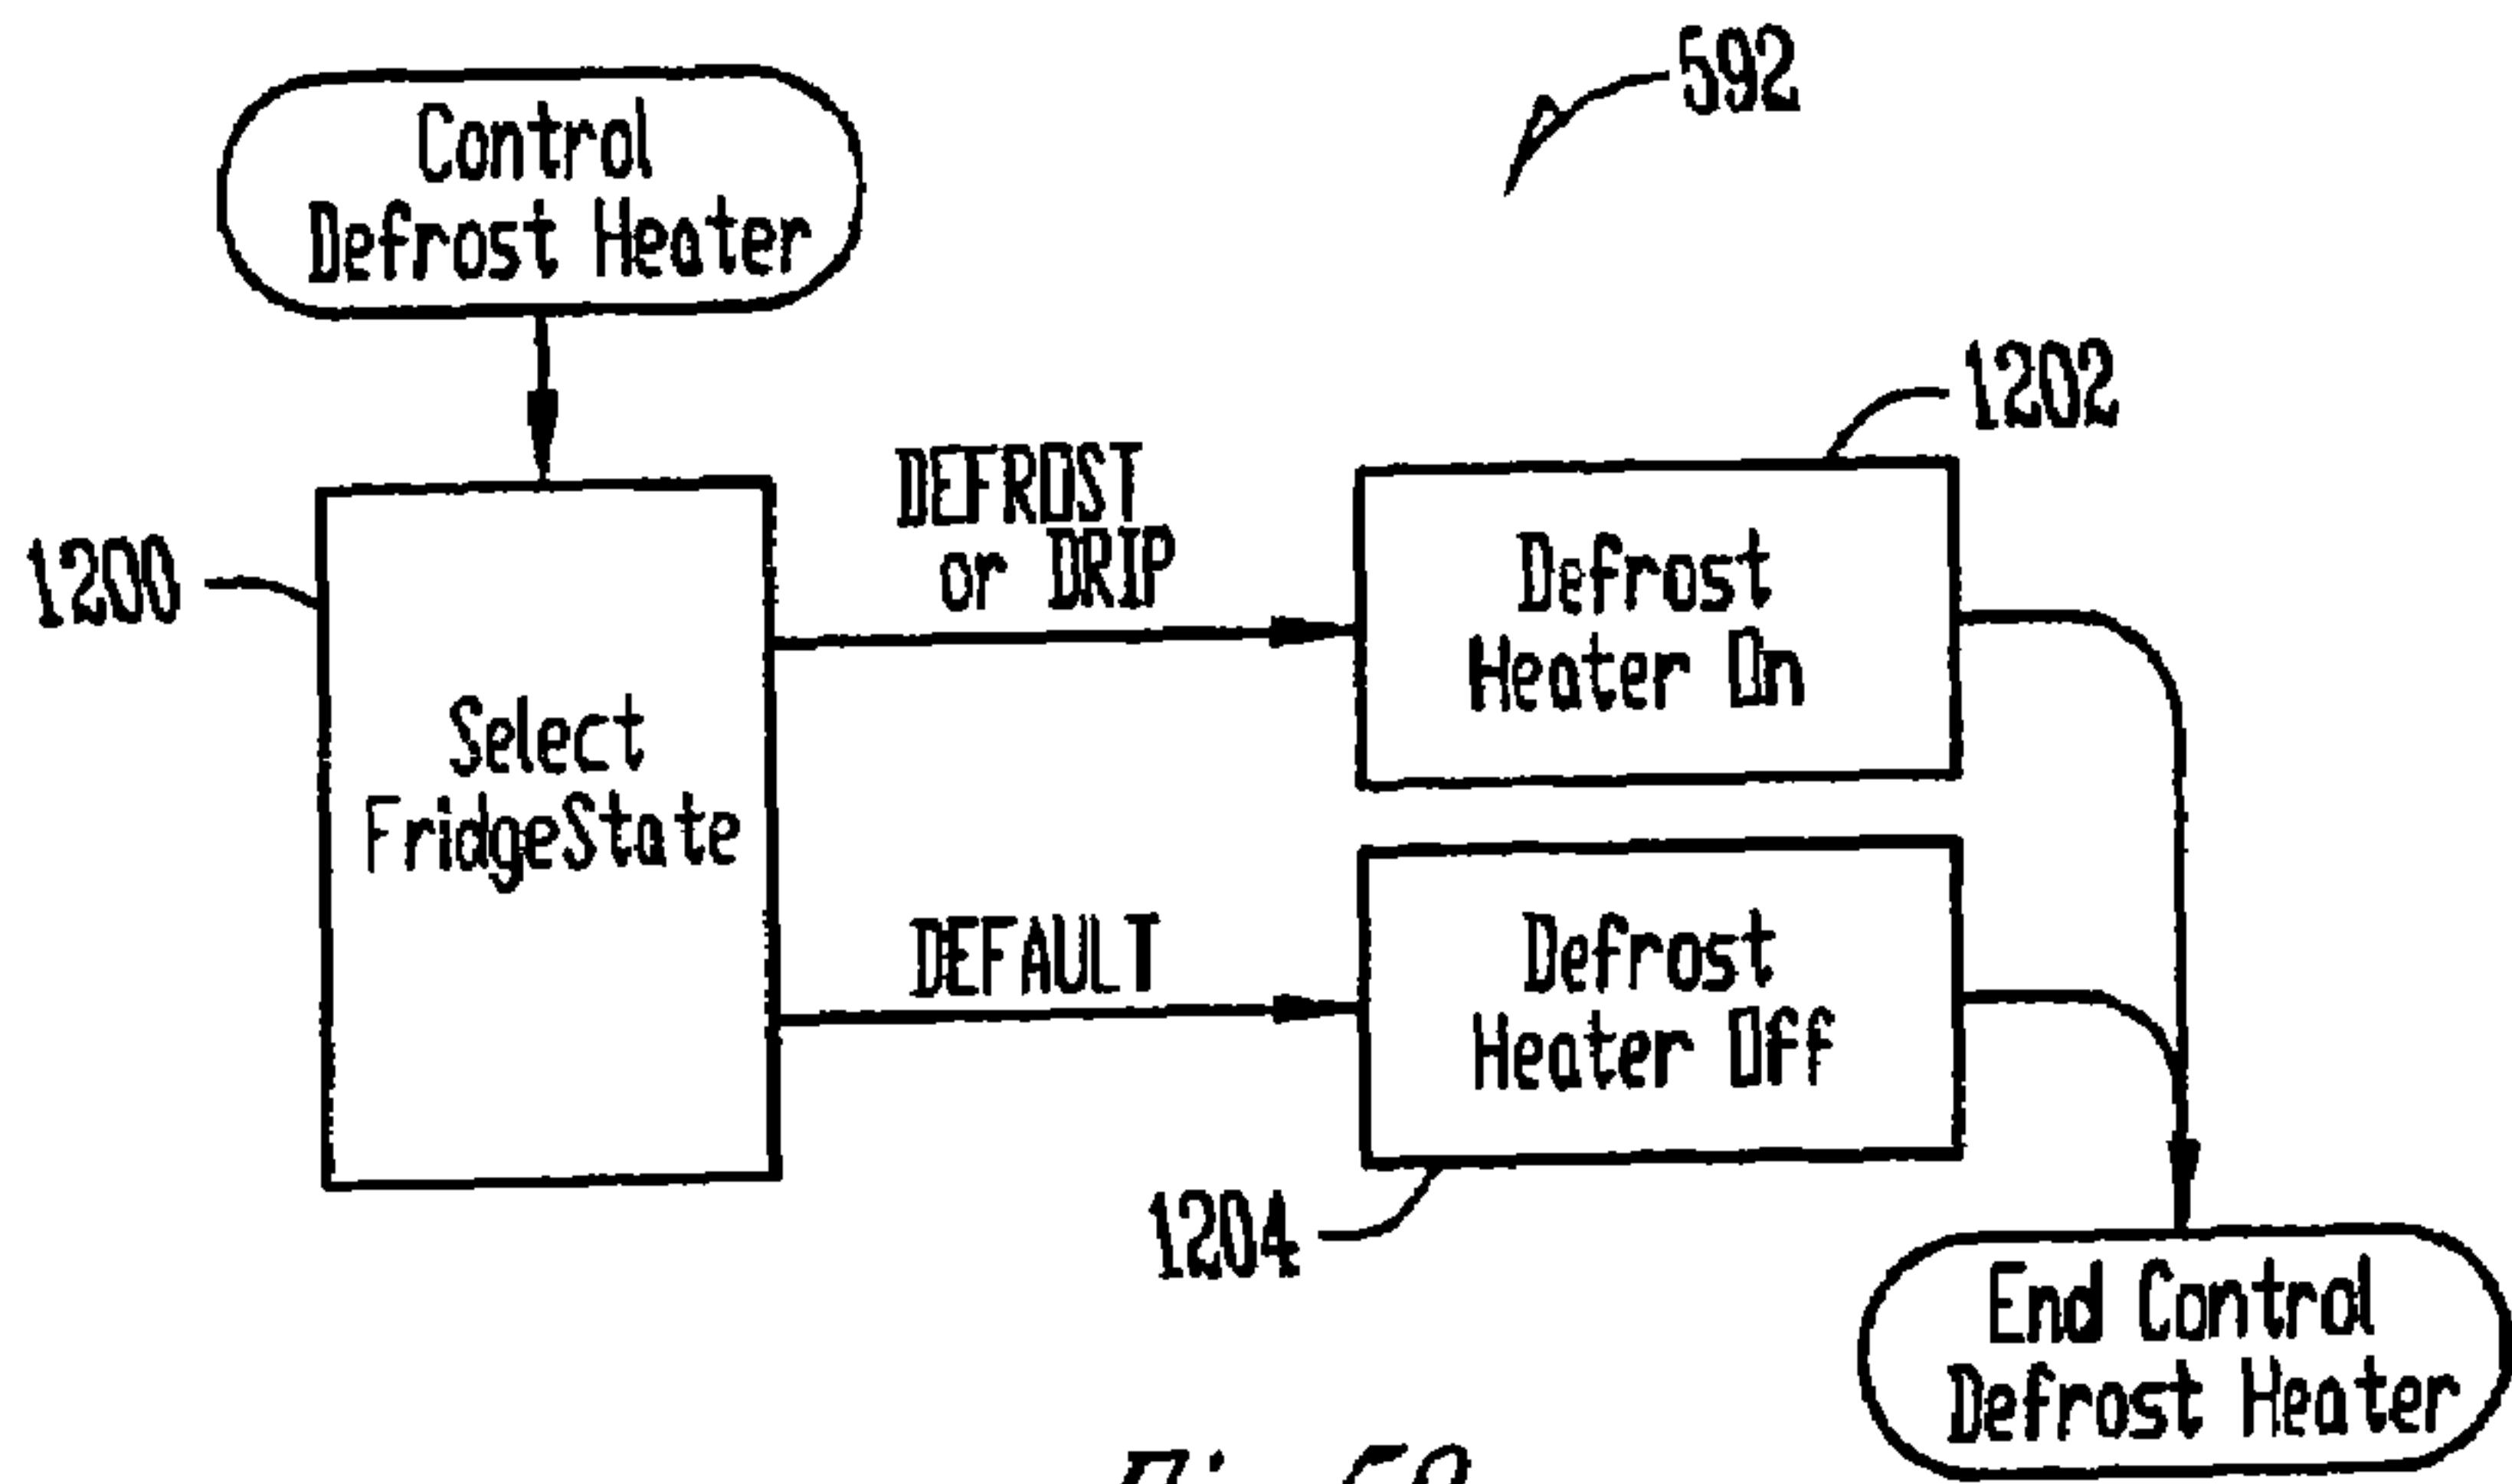 592
Control
Defrost Heater
1202
1200
DEFROST
or DRIP
Defrost
Heater On
Select
FridgeState
DEFAULT
Defrost
Heater Off
1204
End Control
Defrost Heater